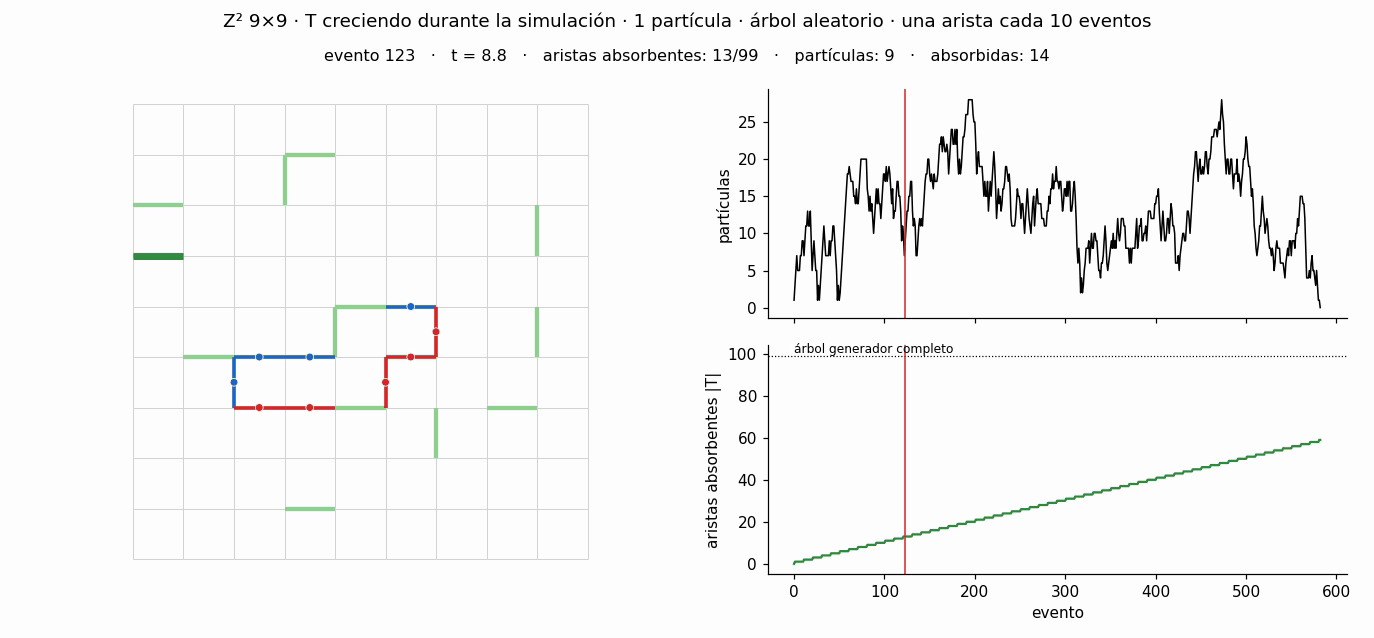 Z² 9×9 · T creciendo durante la simulación · 1 partícula · árbol aleatorio · una arista cada 10 eventos
evento 123 · t = 8.8 · aristas absorbentes: 13/99 · partículas: 9 · absorbidas: 14
partículas
25
20
15
10
5
0
árbol generador completo
aristas absorbentes |T|
100
80
60
40
20
0
0 100 200 300 400 500 600
evento